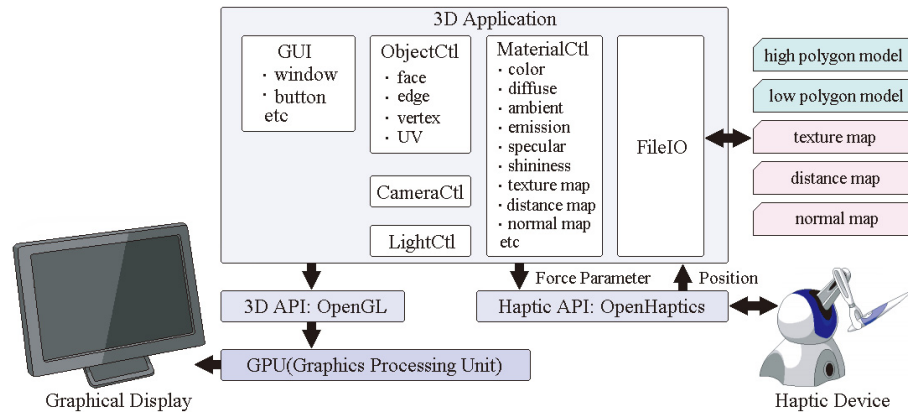 3D Application
GUI
· window
· button
etc
ObjectCtl
· face
· edge
· vertex
· UV
CameraCtl
LightCtl
MaterialCtl
· color
· diffuse
· ambient
· emission
· specular
· shininess
· texture map
· distance map
· normal map
etc
FileIO
high polygon model
low polygon model
texture map
distance map
normal map
Force Parameter
Position
3D API: OpenGL
Haptic API: OpenHaptics
GPU(Graphics Processing Unit)
Graphical Display
Haptic Device